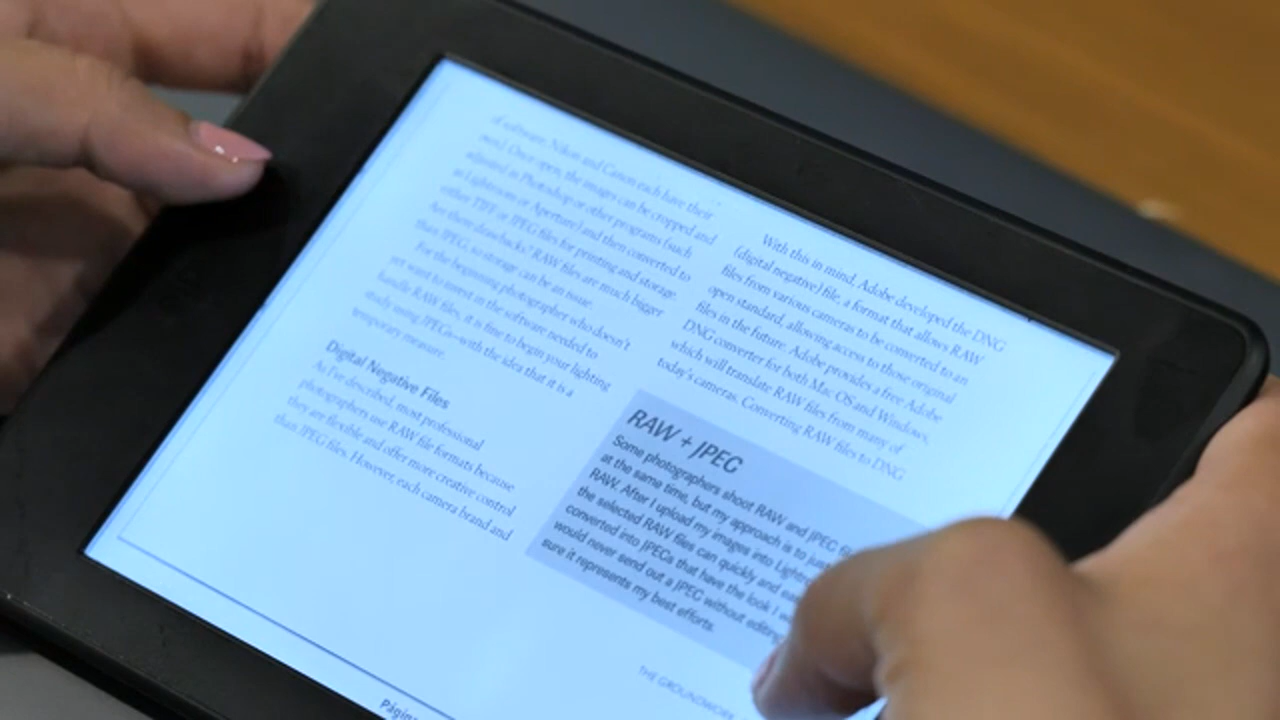 of software. Nikon and Canon each have their
own). Once open, the images can be cropped and
adjusted in Photoshop or other programs (such
as Lightroom or Aperture) and then converted to
either TIFF or JPEG files for printing and storage.
Are there drawbacks? RAW files are much bigger
than JPEG, so storage can be an issue.
For the beginning photographer who doesn't
yet want to invest in the software needed to
handle RAW files, it is fine to begin your lighting
study using JPEG—with the idea that it is a
temporary measure.
Digital Negative Files
As I've described, most professional
photographers use RAW file formats because
they are flexible and offer more creative control
than JPEG files. However, each camera brand and
With this in mind, Adobe developed the DNG
(digital negative) file, a format that allows RAW
files from various cameras to be converted to an
open standard, allowing access to those original
files in the future. Adobe provides a free Adobe
DNG converter for both Mac OS and Windows,
which will translate RAW files from many of
today's cameras. Converting RAW files to DNG
RAW + JPEG
Some photographers shoot RAW and JPEG
at the same time, but my approach is to
RAW. After I upload my images into
the selected RAW files can quickly and
converted into JPEGs that have the look I
would never send out a JPEG without editing
sure it represents my best efforts.
THE GROUNDWORK